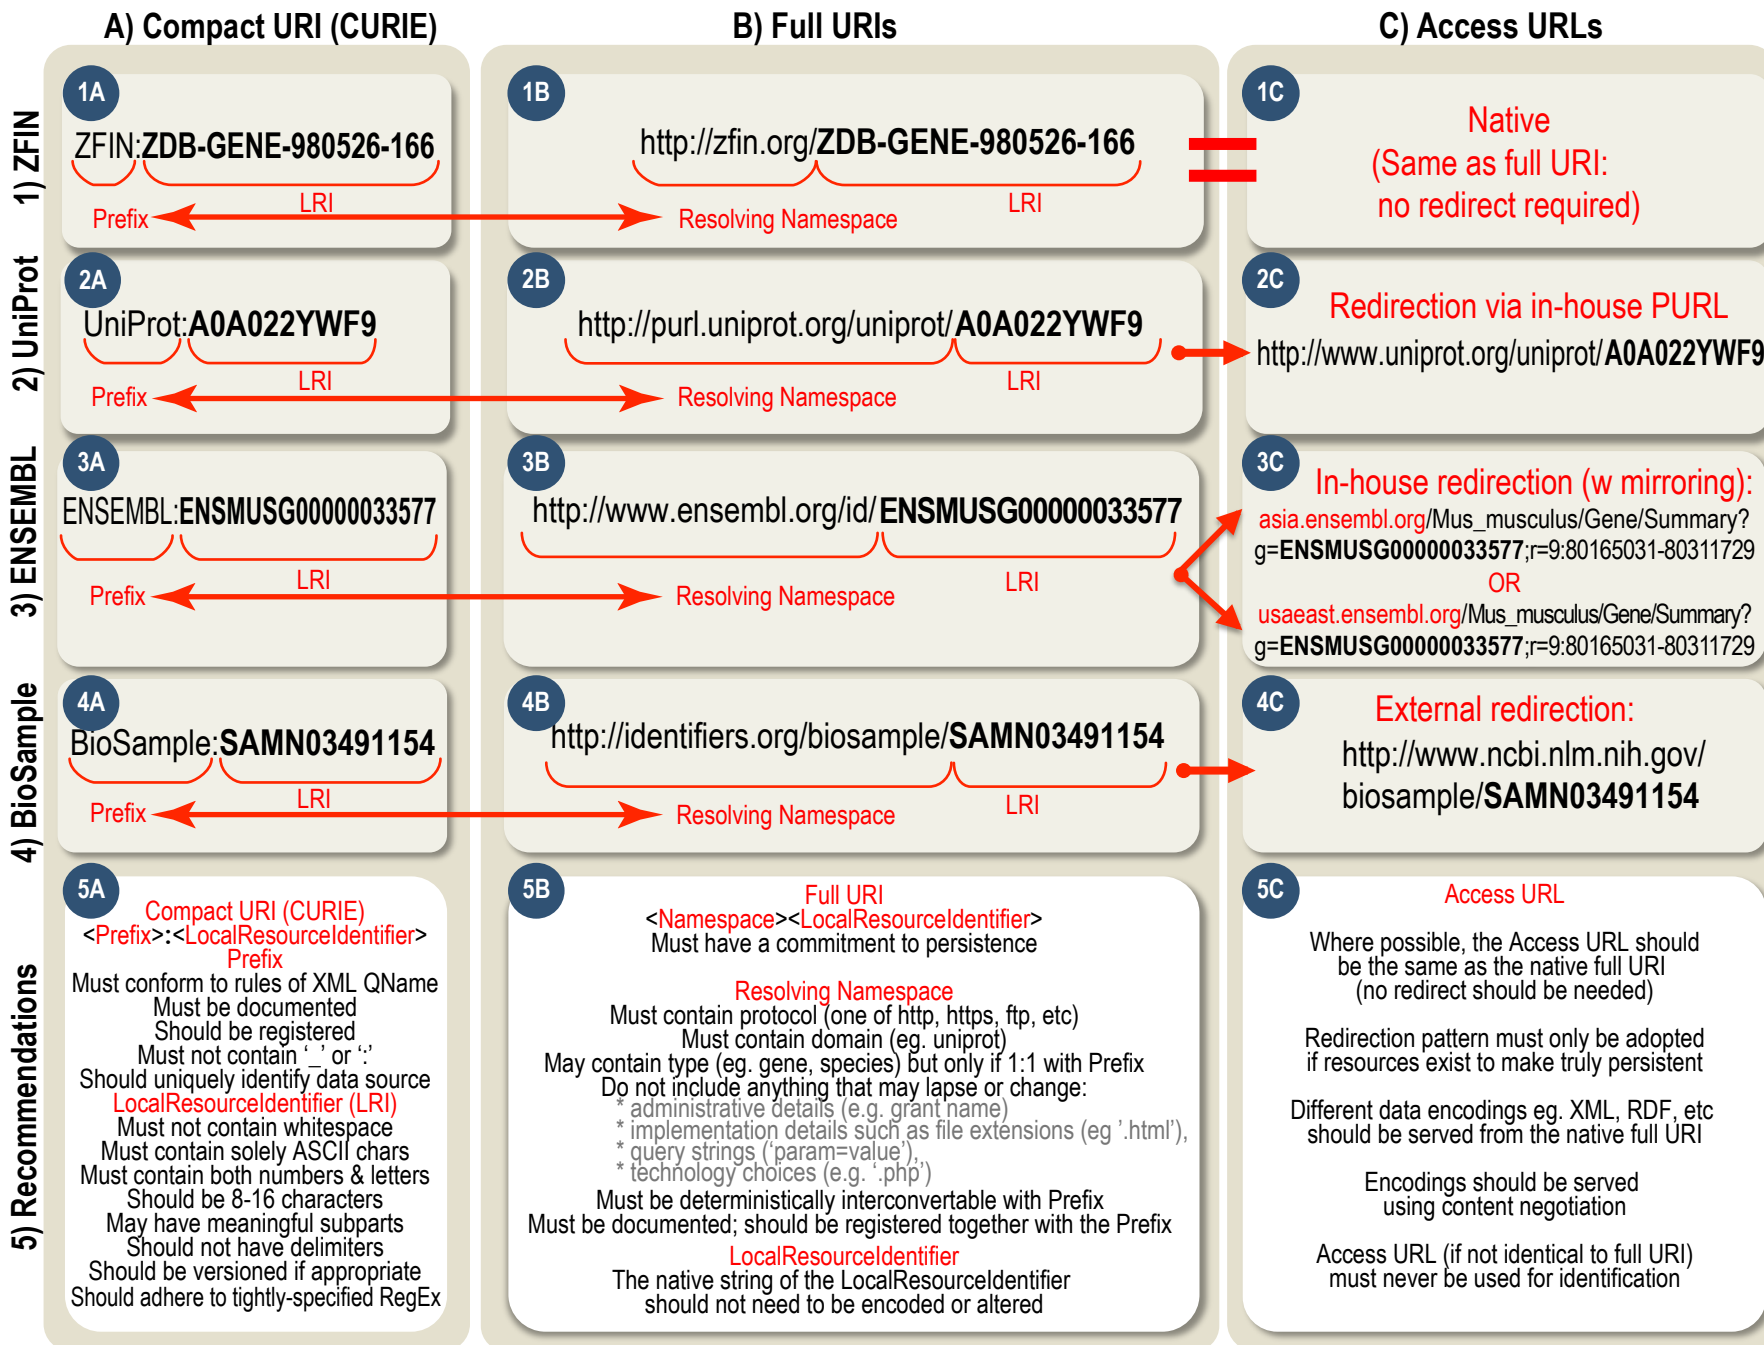 A) Compact URI (CURIE)
B) Full URIs
C) Access URLs
1) ZFIN
1A
ZFIN:ZDB-GENE-980526-166
LRI
Prefix
1B
http://zfin.org/ZDB-GENE-980526-166
LRI
Resolving Namespace
1C
Native
(Same as full URI:
no redirect required)
2) UniProt
2A
UniProt:A0A022YWF9
LRI
Prefix
2B
http://purl.uniprot.org/uniprot/A0A022YWF9
LRI
Resolving Namespace
2C
Redirection via in-house PURL
http://www.uniprot.org/uniprot/A0A022YWF9
3) ENSEMBL
3A
ENSEMBL:ENSMUSG00000033577
LRI
Prefix
3B
http://www.ensembl.org/id/ENSMUSG00000033577
LRI
Resolving Namespace
3C
In-house redirection (w mirroring):
asia.ensembl.org/Mus_musculus/Gene/Summary?
g=ENSMUSG00000033577;r=9:80165031-80311729
OR
usaeast.ensembl.org/Mus_musculus/Gene/Summary?
g=ENSMUSG00000033577;r=9:80165031-80311729
4) BioSample
4A
BioSample:SAMN03491154
LRI
Prefix
4B
http://identifiers.org/biosample/SAMN03491154
LRI
Resolving Namespace
4C
External redirection:
http://www.ncbi.nlm.nih.gov/
biosample/SAMN03491154
5) Recommendations
5A
Compact URI (CURIE)
<Prefix>:<LocalResourceIdentifier>
Prefix
Must conform to rules of XML QName
Must be documented
Should be registered
Must not contain ‘_’ or ‘:’
Should uniquely identify data source
LocalResourceIdentifier (LRI)
Must not contain whitespace
Must contain solely ASCII chars
Must contain both numbers & letters
Should be 8-16 characters
May have meaningful subparts
Should not have delimiters
Should be versioned if appropriate
Should adhere to tightly-specified RegEx
5B
Full URI
<Namespace><LocalResourceIdentifier>
Must have a commitment to persistence
Resolving Namespace
Must contain protocol (one of http, https, ftp, etc)
Must contain domain (eg. uniprot)
May contain type (eg. gene, species) but only if 1:1 with Prefix
Do not include anything that may lapse or change:
* administrative details (e.g. grant name)
* implementation details such as file extensions (eg '.html'),
* query strings (‘param=value’),
* technology choices (e.g. ‘.php’)
Must be deterministically interconvertable with Prefix
Must be documented; should be registered together with the Prefix
LocalResourceIdentifier
The native string of the LocalResourceIdentifier
should not need to be encoded or altered
5C
Access URL
Where possible, the Access URL should
be the same as the native full URI
(no redirect should be needed)
Redirection pattern must only be adopted
if resources exist to make truly persistent
Different data encodings eg. XML, RDF, etc
should be served from the native full URI
Encodings should be served
using content negotiation
Access URL (if not identical to full URI)
must never be used for identification